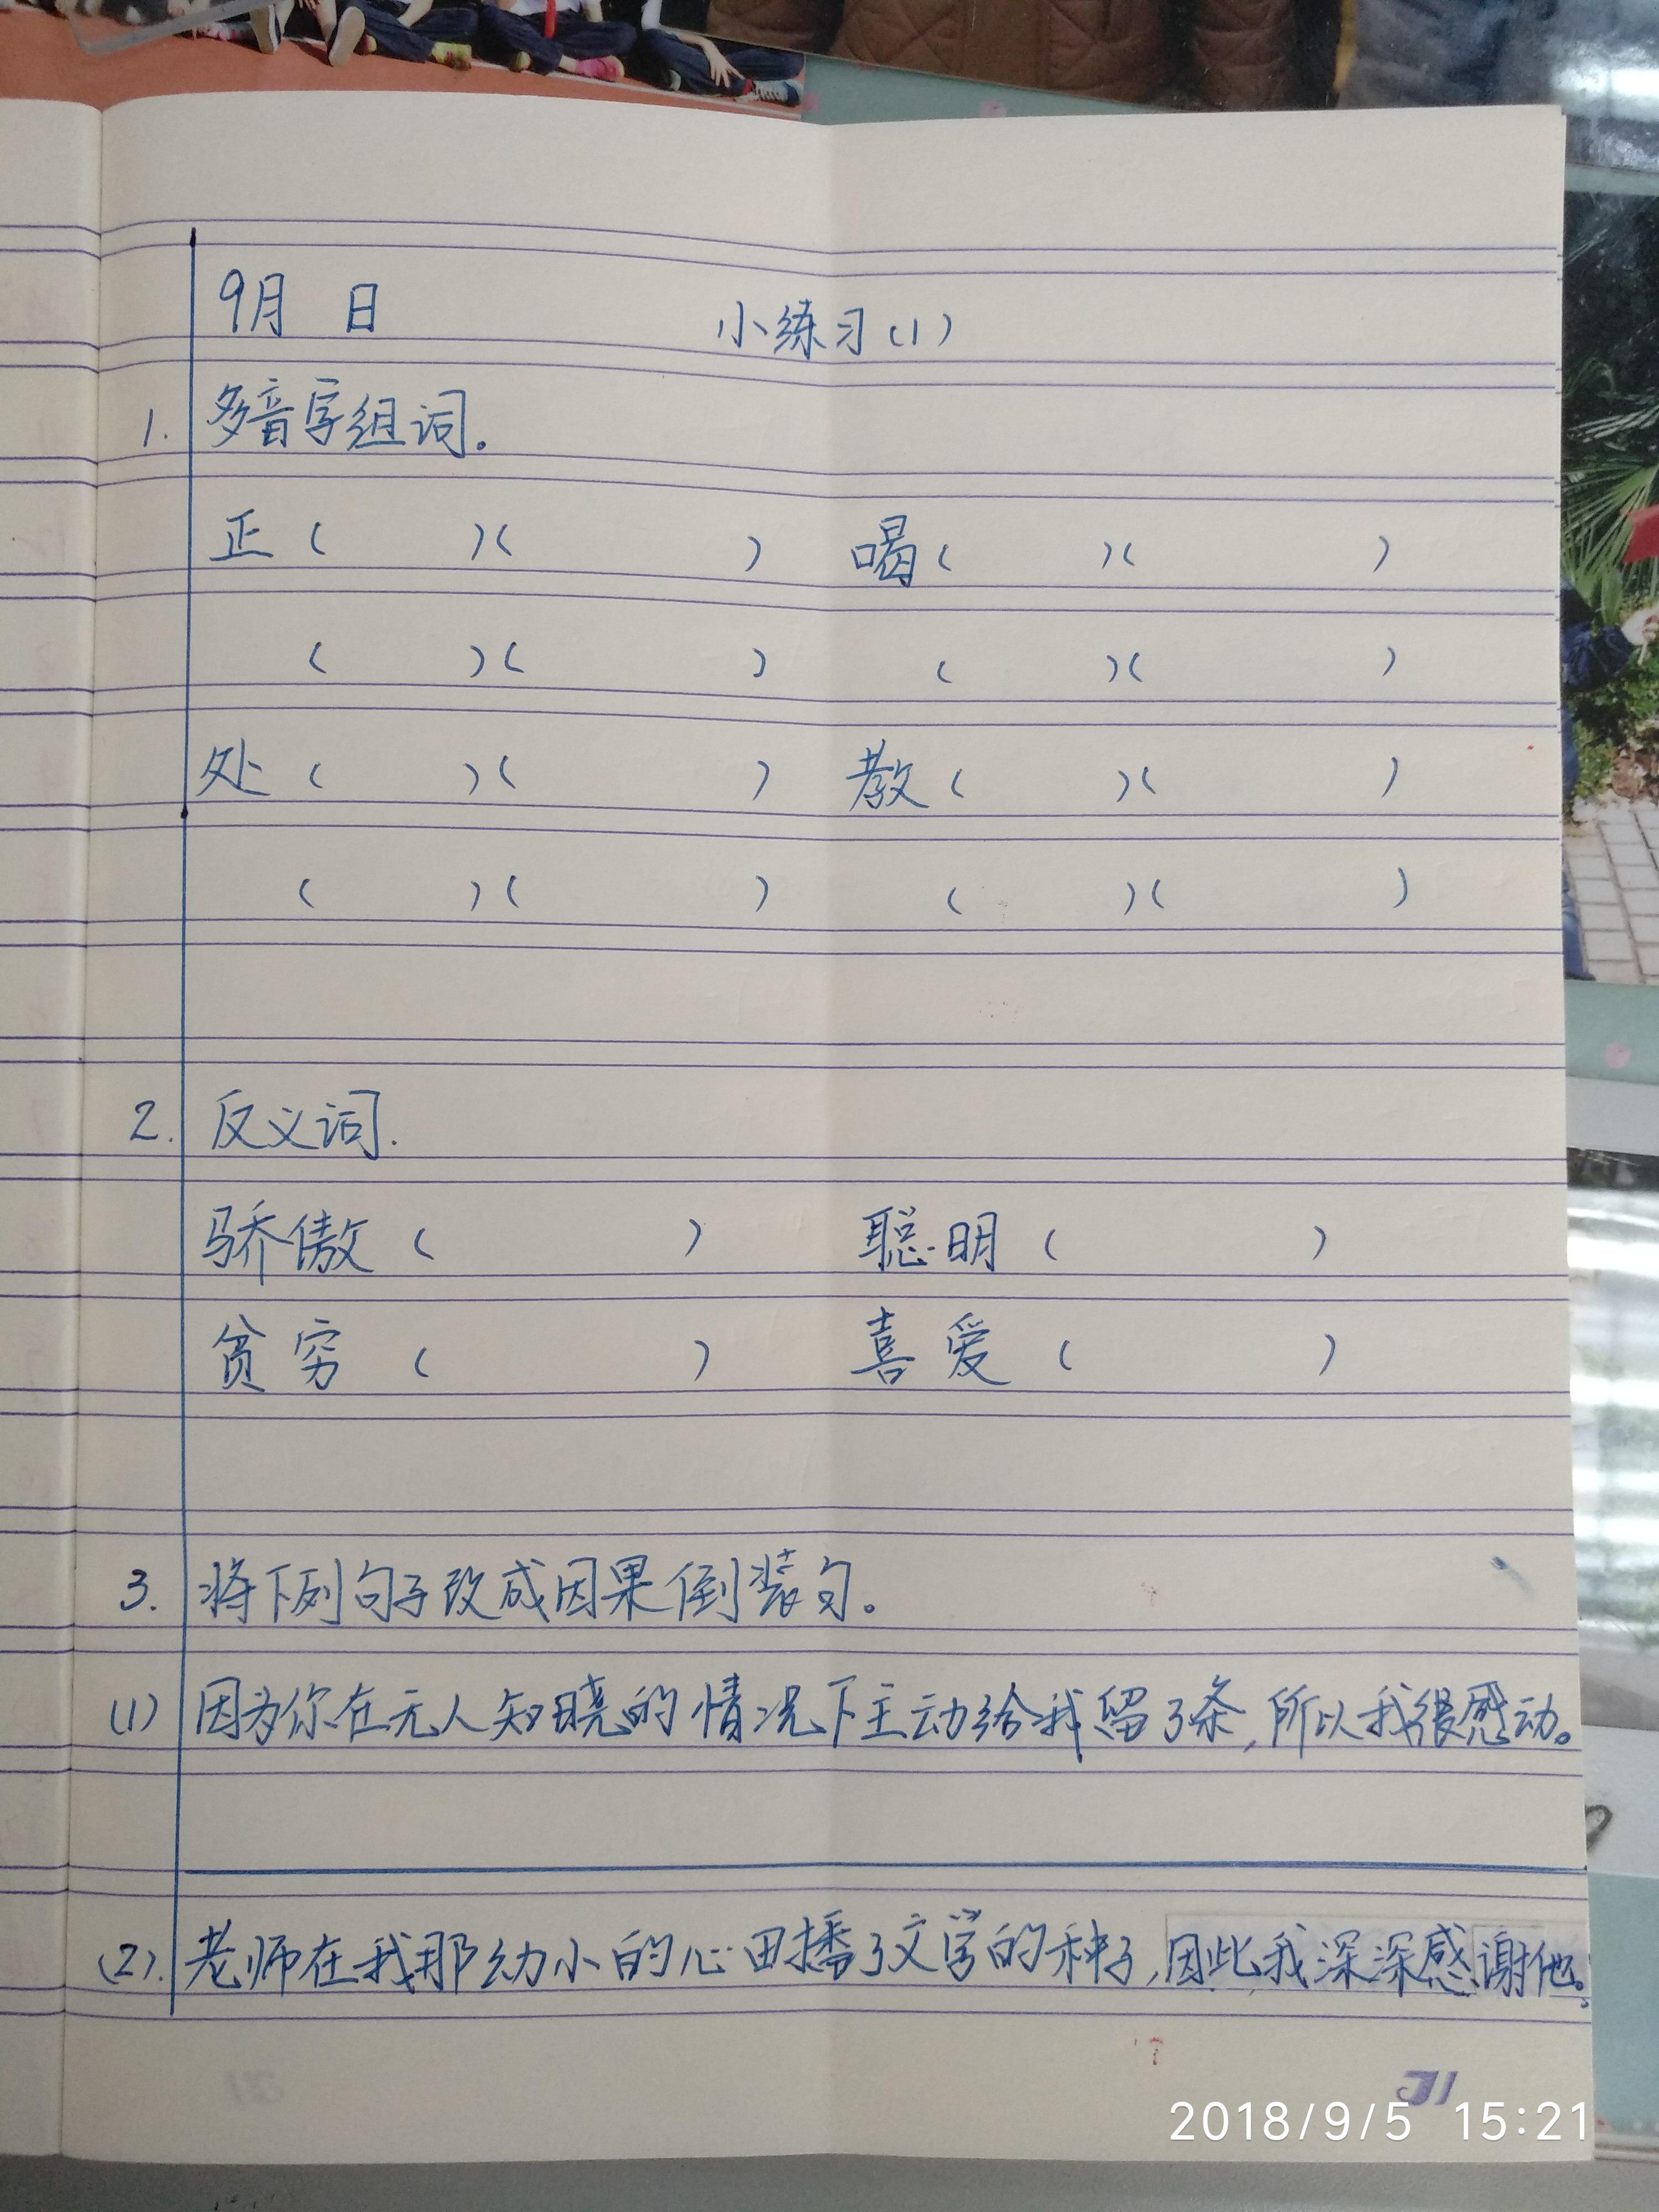 9月 日 小练习(1)
1. 多音字组词。
正( )( ) 喝( )( )
( )( ) ( )( )
处( )( ) 教( )( )
( )( ) ( )( )
2. 反义词.
骄傲( ) 聪明( )
贫穷( ) 喜爱( )
3. 将下列句子改成因果倒装句。
(1) 因为你在无人知晓的情况下主动给我留了条,所以我很感动。
(2). 老师在我那幼小的心田播了文学的种子,因此我深深感谢他。
2018/9/5 15:21